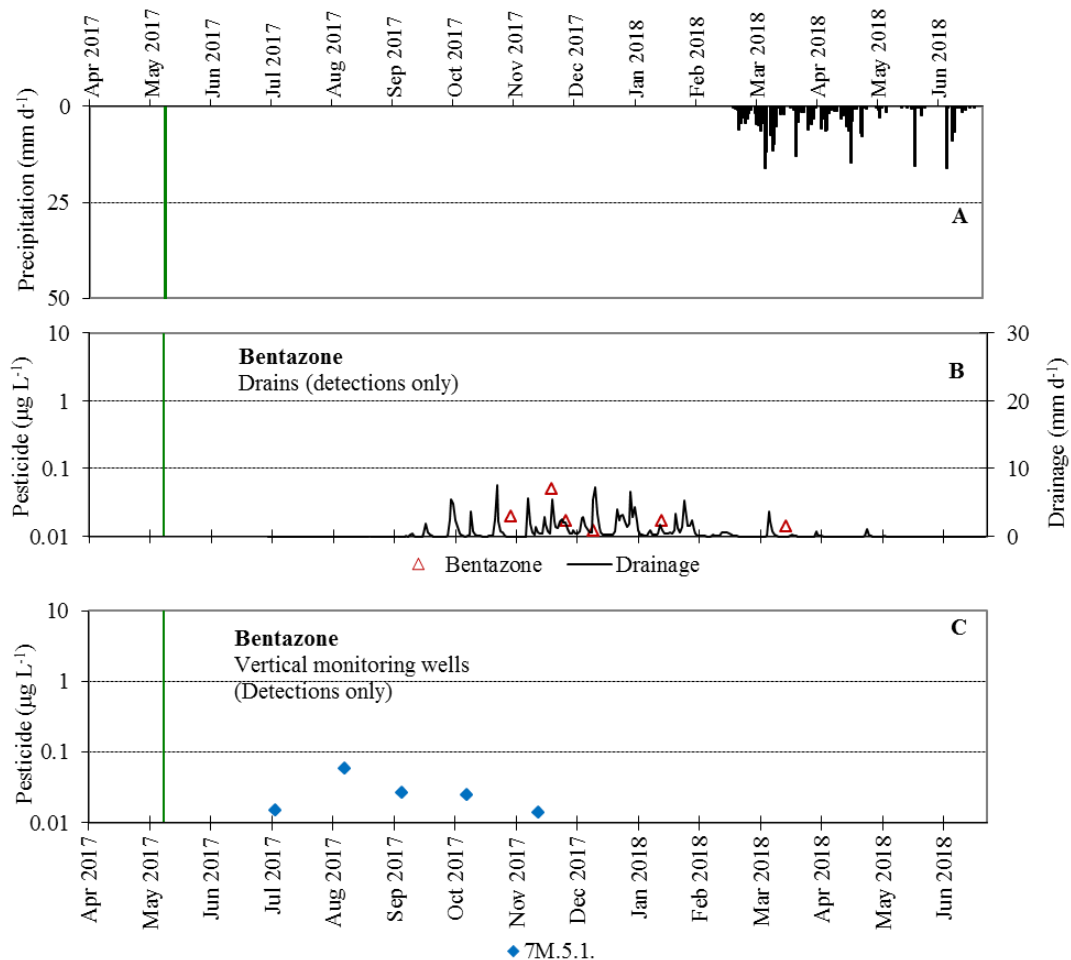 Apr 2017
May 2017
Jun 2017
Jul 2017
Aug 2017
Sep 2017
Oct 2017
Nov 2017
Dec 2017
Jan 2018
Feb 2018
Mar 2018
Apr 2018
May 2018
Jun 2018
Precipitation (mm d⁻¹)
0
25
50
A
Pesticide (µg L⁻¹)
10
1
0.1
0.01
Bentazone
Drains (detections only)
B
30
20
10
0
Drainage (mm d⁻¹)
Bentazone
Drainage
Pesticide (µg L⁻¹)
10
1
0.1
0.01
Bentazone
Vertical monitoring wells
(Detections only)
C
Apr 2017
May 2017
Jun 2017
Jul 2017
Aug 2017
Sep 2017
Oct 2017
Nov 2017
Dec 2017
Jan 2018
Feb 2018
Mar 2018
Apr 2018
May 2018
Jun 2018
7M.5.1.